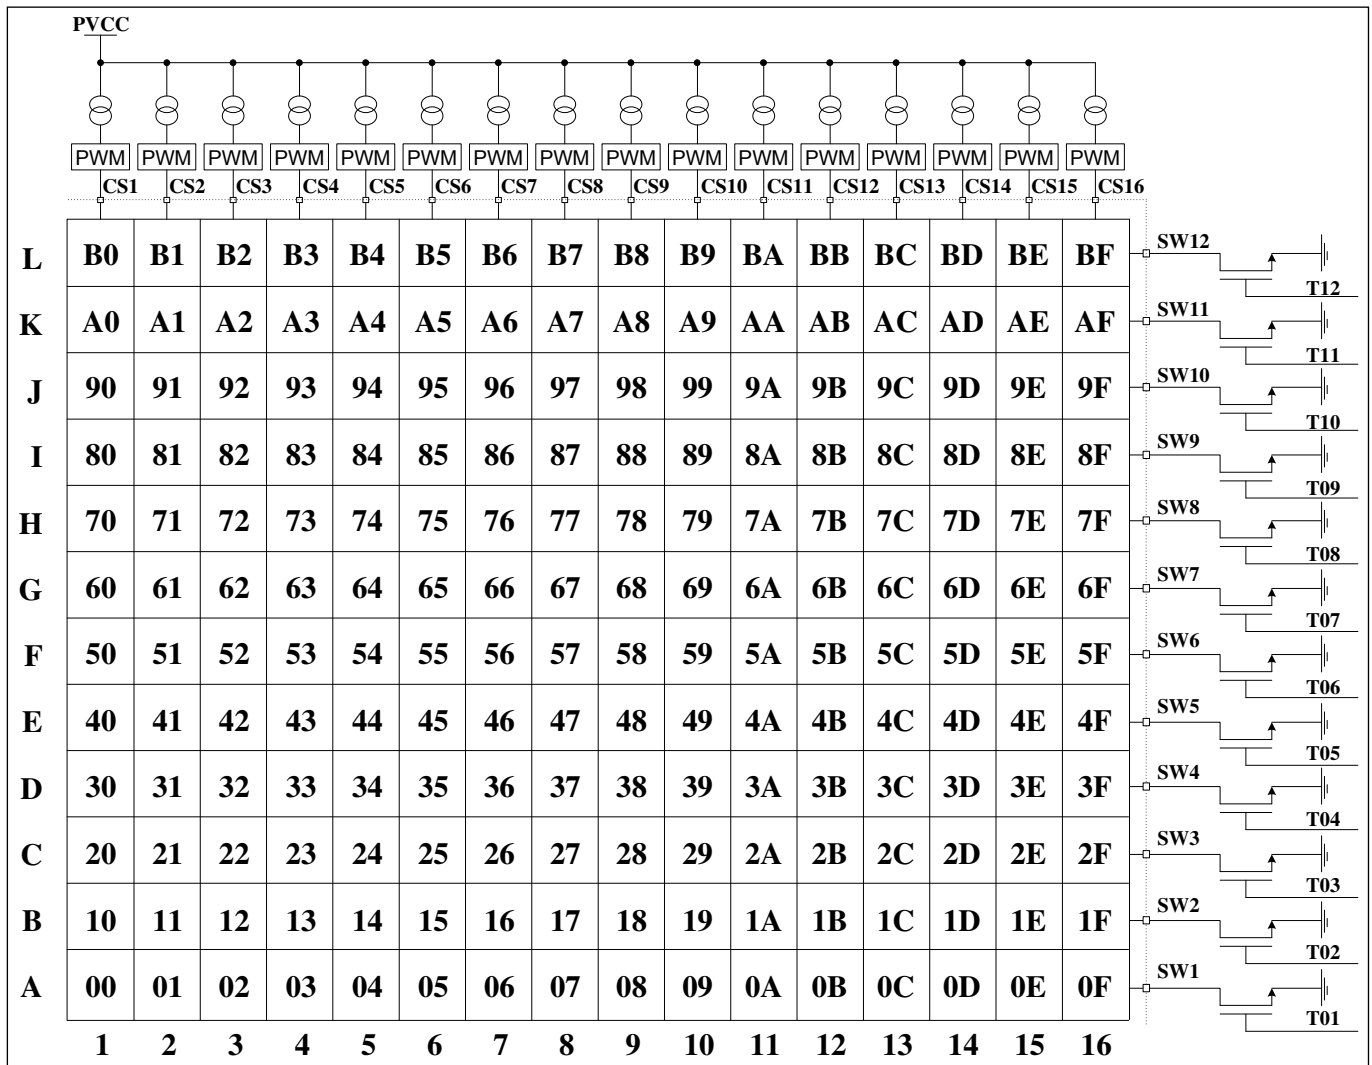 PVCC
PWM PWM PWM PWM PWM PWM PWM PWM PWM PWM PWM PWM PWM PWM PWM PWM
CS1 CS2 CS3 CS4 CS5 CS6 CS7 CS8 CS9 CS10 CS11 CS12 CS13 CS14 CS15 CS16
L B0 B1 B2 B3 B4 B5 B6 B7 B8 B9 BA BB BC BD BE BF SW12
T12
K A0 A1 A2 A3 A4 A5 A6 A7 A8 A9 AA AB AC AD AE AF SW11
T11
J 90 91 92 93 94 95 96 97 98 99 9A 9B 9C 9D 9E 9F SW10
T10
I 80 81 82 83 84 85 86 87 88 89 8A 8B 8C 8D 8E 8F SW9
T09
H 70 71 72 73 74 75 76 77 78 79 7A 7B 7C 7D 7E 7F SW8
T08
G 60 61 62 63 64 65 66 67 68 69 6A 6B 6C 6D 6E 6F SW7
T07
F 50 51 52 53 54 55 56 57 58 59 5A 5B 5C 5D 5E 5F SW6
T06
E 40 41 42 43 44 45 46 47 48 49 4A 4B 4C 4D 4E 4F SW5
T05
D 30 31 32 33 34 35 36 37 38 39 3A 3B 3C 3D 3E 3F SW4
T04
C 20 21 22 23 24 25 26 27 28 29 2A 2B 2C 2D 2E 2F SW3
T03
B 10 11 12 13 14 15 16 17 18 19 1A 1B 1C 1D 1E 1F SW2
T02
A 00 01 02 03 04 05 06 07 08 09 0A 0B 0C 0D 0E 0F SW1
T01
1 2 3 4 5 6 7 8 9 10 11 12 13 14 15 16